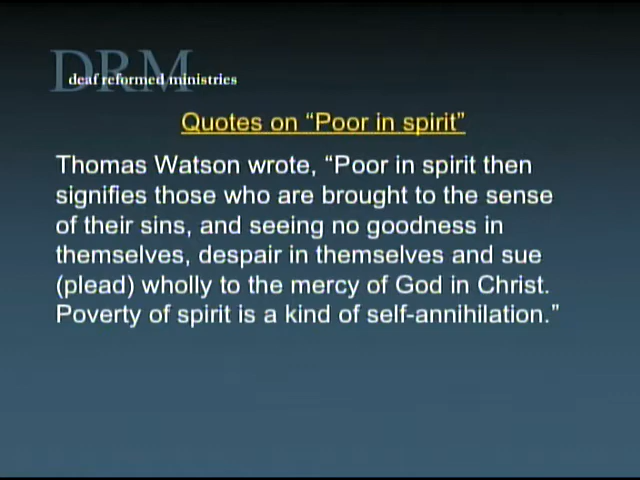 DRM
deaf reformed ministries
Quotes on “Poor in spirit”
Thomas Watson wrote, “Poor in spirit then
signifies those who are brought to the sense
of their sins, and seeing no goodness in
themselves, despair in themselves and sue
(plead) wholly to the mercy of God in Christ.
Poverty of spirit is a kind of self-annihilation.”